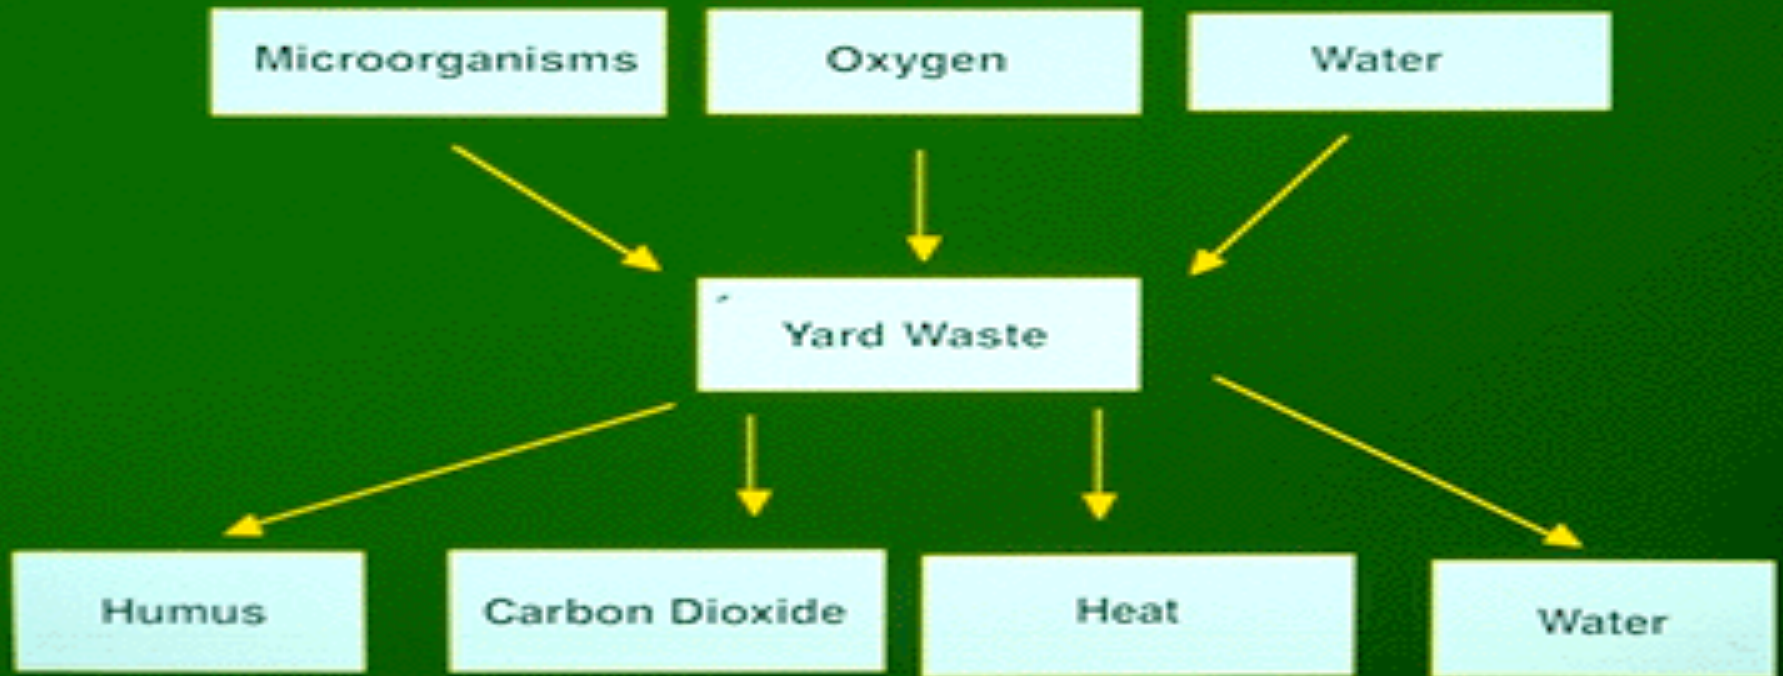 Microorganisms
Oxygen
Water
Yard Waste
Humus
Carbon Dioxide
Heat
Water